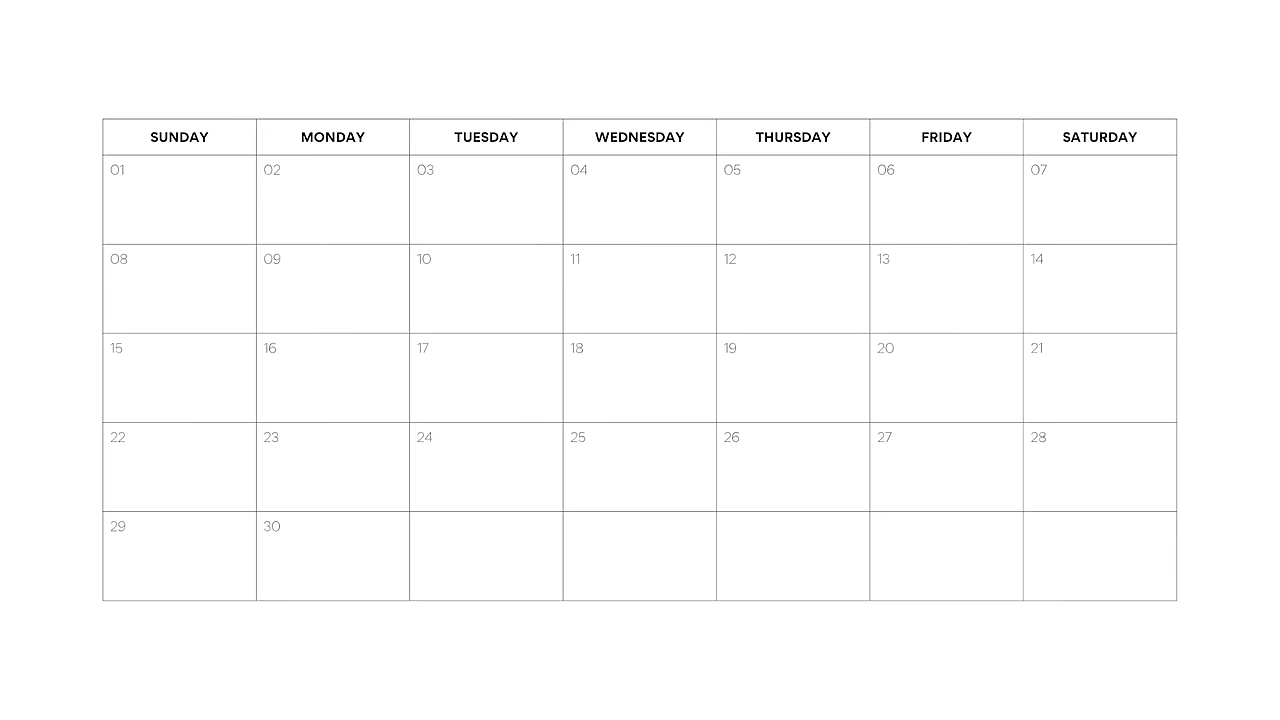 SUNDAY MONDAY TUESDAY WEDNESDAY THURSDAY FRIDAY SATURDAY
01 02 03 04 05 06 07
08 09 10 11 12 13 14
15 16 17 18 19 20 21
22 23 24 25 26 27 28
29 30